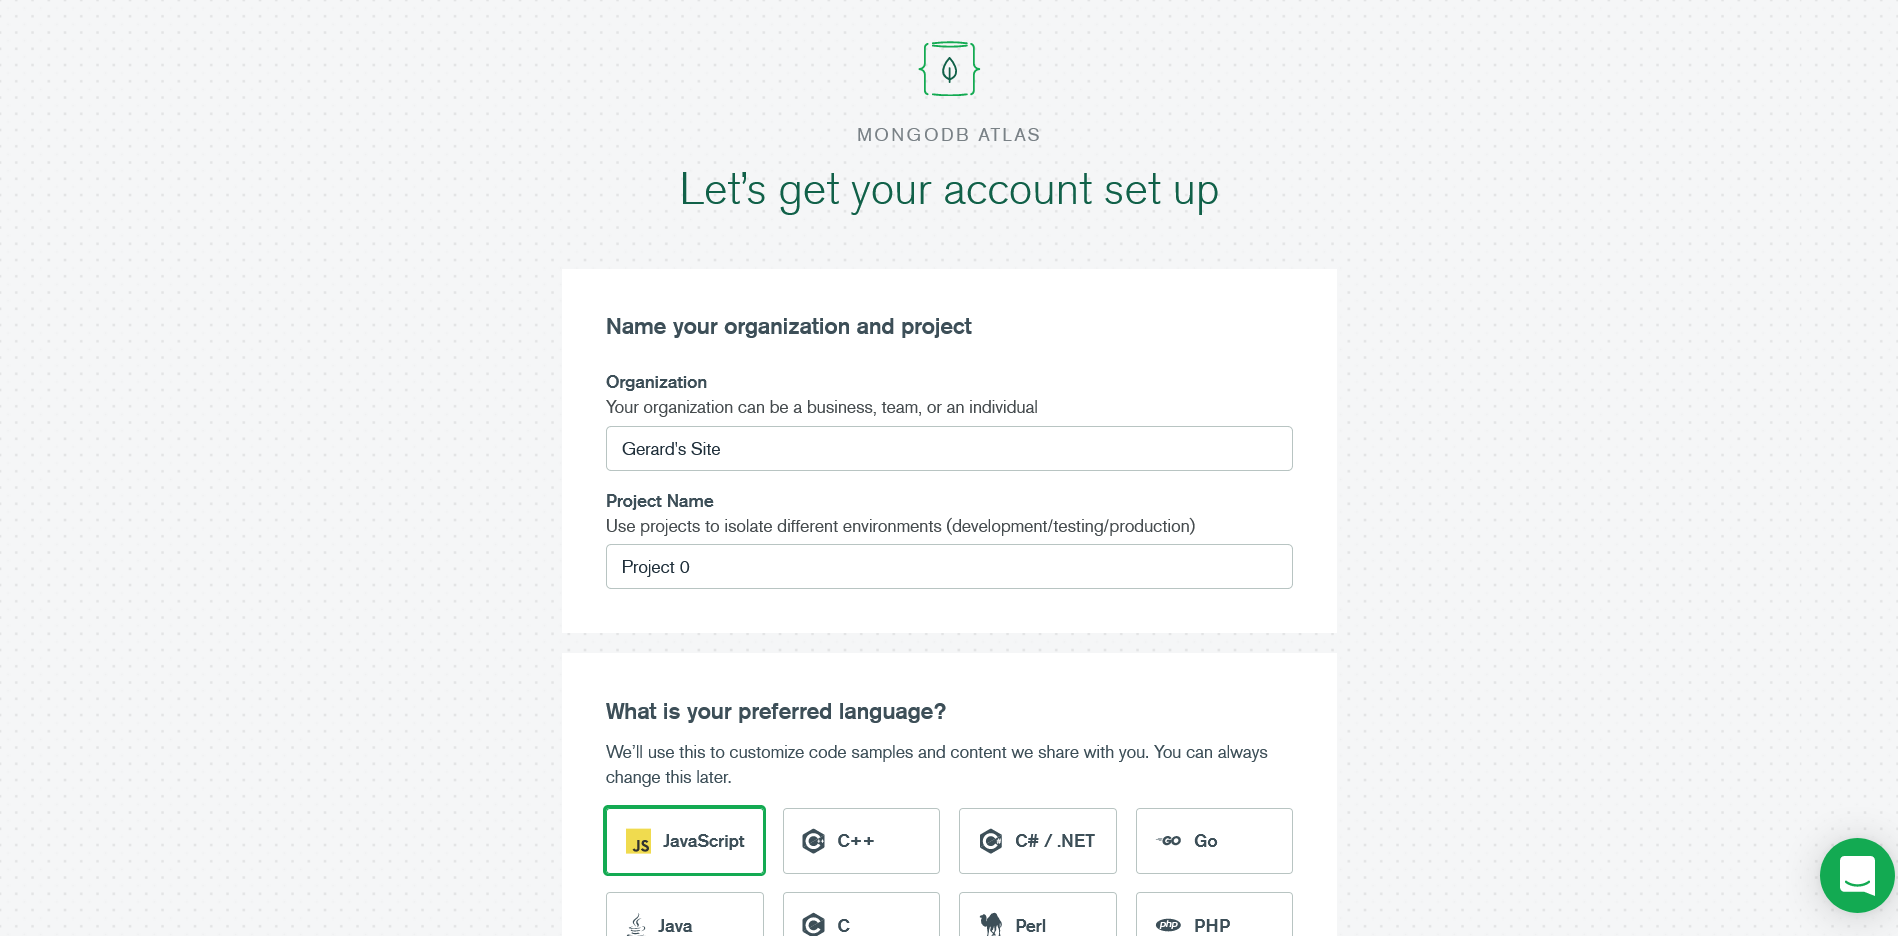 MONGODB ATLAS
Let’s get your account set up
Name your organization and project
Organization
Your organization can be a business, team, or an individual
Gerard's Site
Project Name
Use projects to isolate different environments (development/testing/production)
Project 0
What is your preferred language?
We’ll use this to customize code samples and content we share with you. You can always
change this later.
JS JavaScript
C++
C# / .NET
GO Go
Java
C C
Perl
php PHP